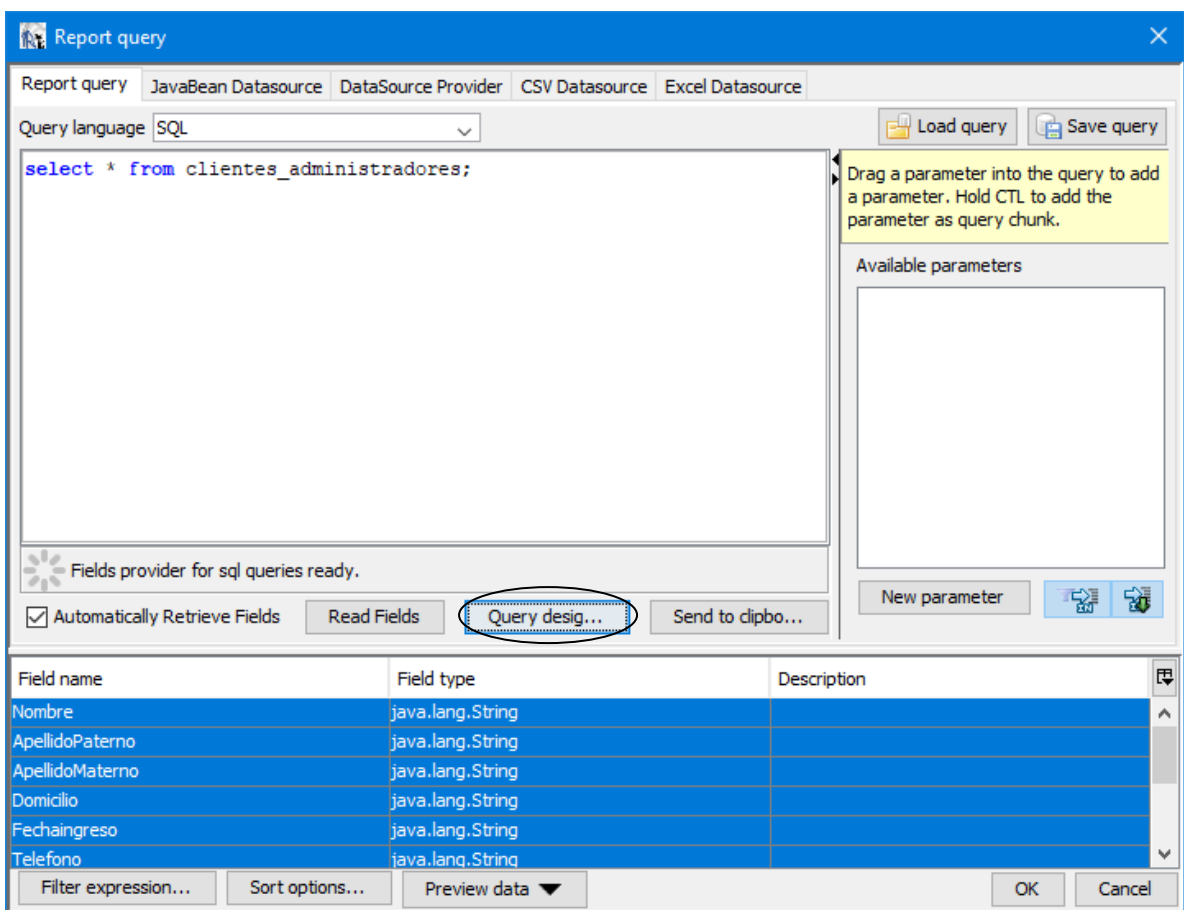 Report query
Report query JavaBean Datasource DataSource Provider CSV Datasource Excel Datasource
Query language SQL Load query Save query
select * from clientes_administradores;
Drag a parameter into the query to add
a parameter. Hold CTL to add the
parameter as query chunk.
Available parameters
Fields provider for sql queries ready.
New parameter
Automatically Retrieve Fields Read Fields Query desig... Send to clipbo...
Field name Field type Description
Nombre java.lang.String
ApellidoPaterno java.lang.String
ApellidoMaterno java.lang.String
Domicilio java.lang.String
Fechaingreso java.lang.String
Telefono java.lang.String
Filter expression... Sort options... Preview data OK Cancel